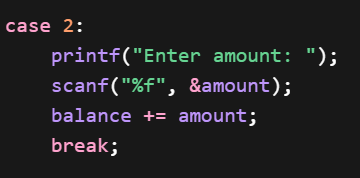 case 2:
    printf("Enter amount: ");
    scanf("%f", &amount);
    balance += amount;
    break;